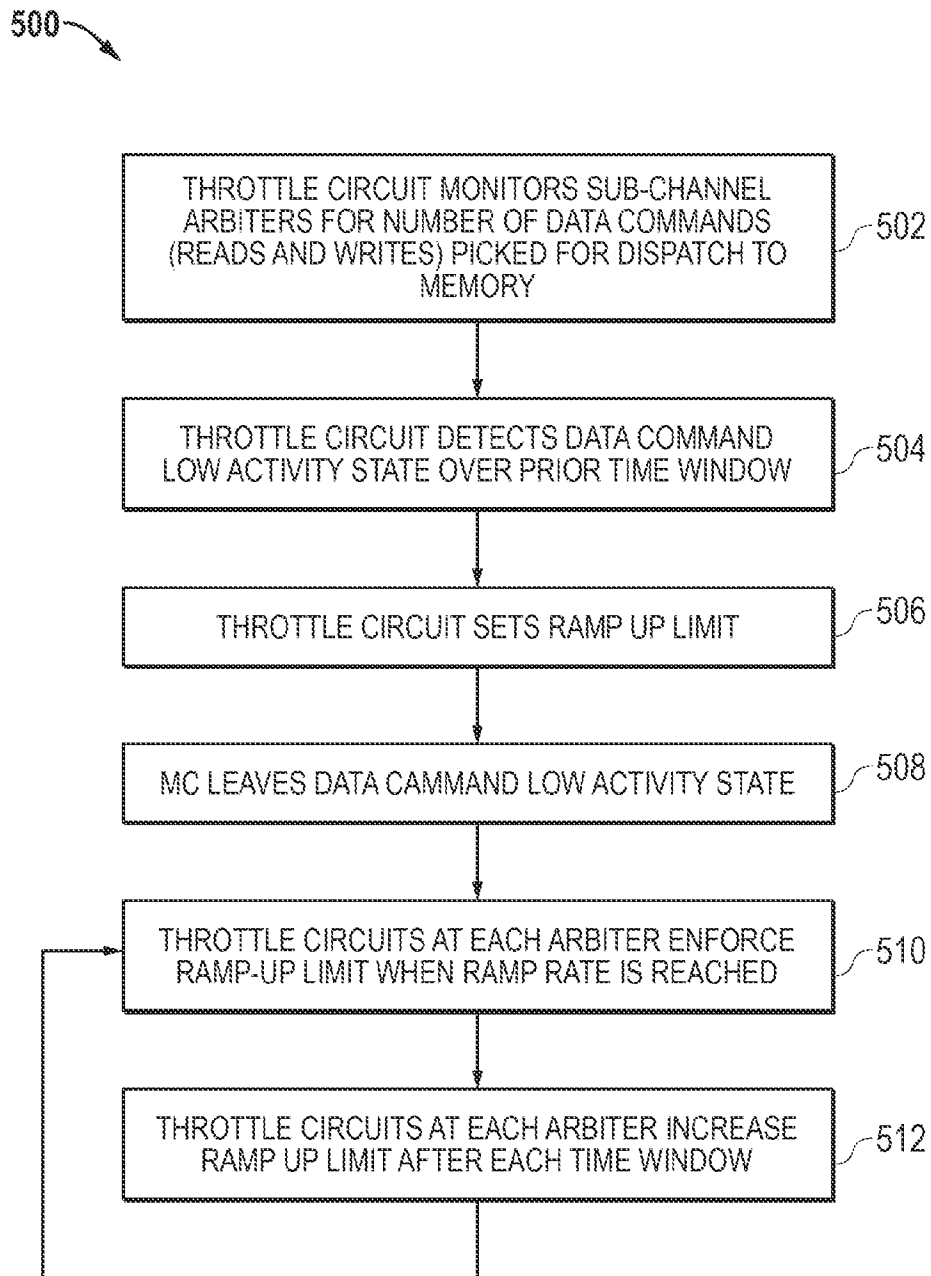 500
THROTTLE CIRCUIT MONITORS SUB-CHANNEL
ARBITERS FOR NUMBER OF DATA COMMANDS
(READS AND WRITES) PICKED FOR DISPATCH TO
MEMORY
502
THROTTLE CIRCUIT DETECTS DATA COMMAND
LOW ACTIVITY STATE OVER PRIOR TIME WINDOW
504
THROTTLE CIRCUIT SETS RAMP UP LIMIT
506
MC LEAVES DATA CAMMAND LOW ACTIVITY STATE
508
THROTTLE CIRCUITS AT EACH ARBITER ENFORCE
RAMP-UP LIMIT WHEN RAMP RATE IS REACHED
510
THROTTLE CIRCUITS AT EACH ARBITER INCREASE
RAMP UP LIMIT AFTER EACH TIME WINDOW
512